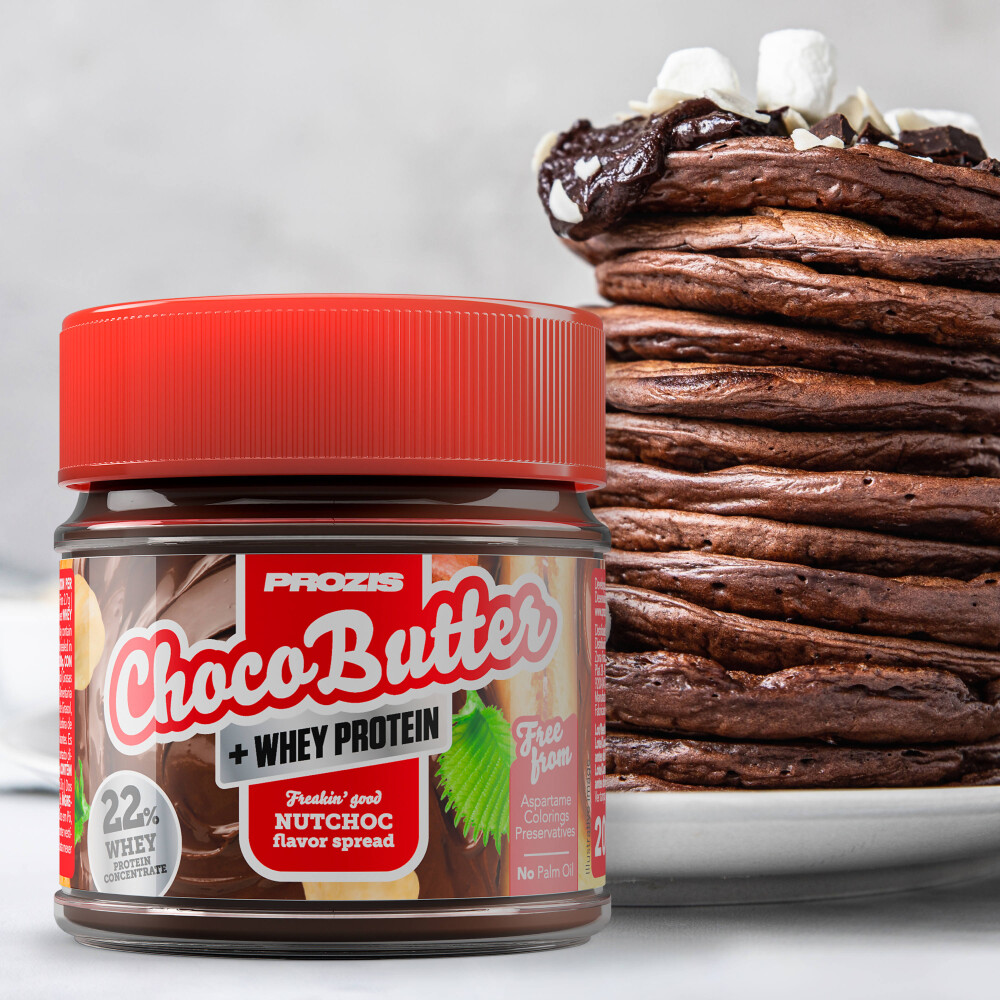 PROZIS
ChocoButter
+ WHEY PROTEIN
Freakin' good
NUTCHOC
flavor spread
22%
WHEY
PROTEIN
CONCENTRATE
Free
from
Aspartame
Colorings
Preservatives
No Palm Oil